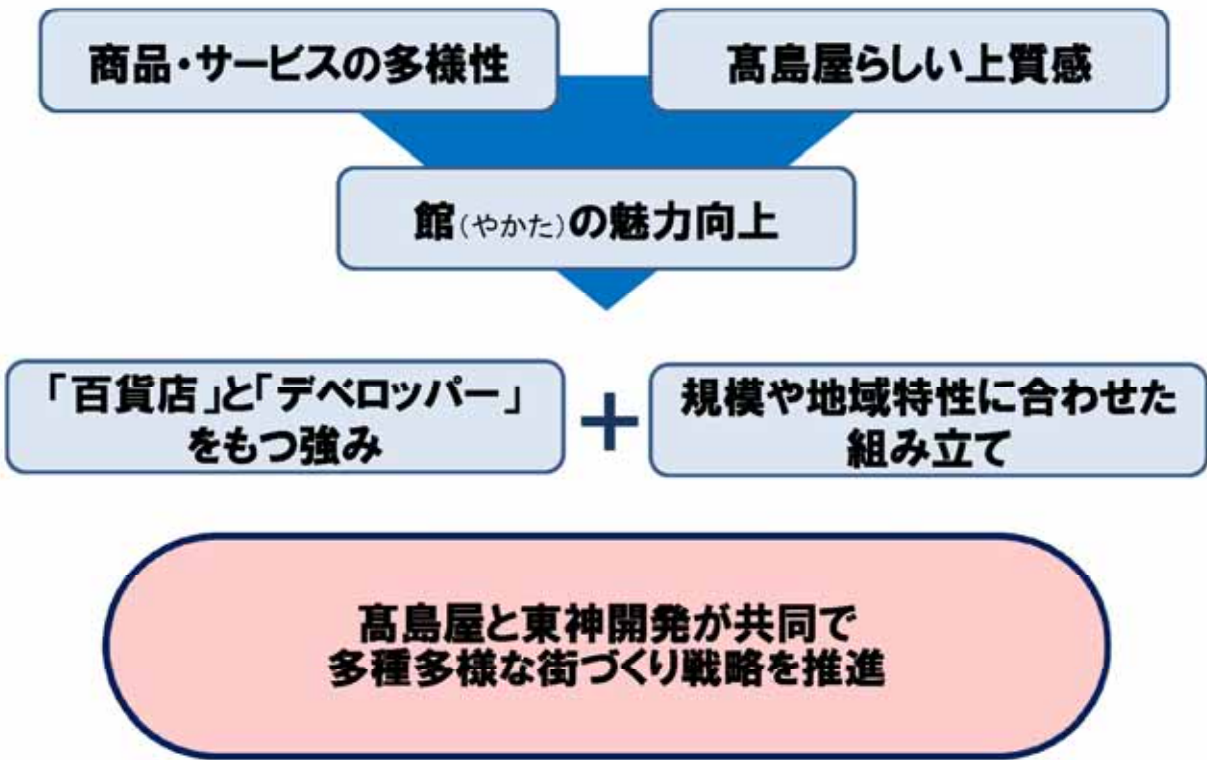 商品・サービスの多様性
髙島屋らしい上質感
館(やかた)の魅力向上
「百貨店」と「デベロッパー」
をもつ強み
+
規模や地域特性に合わせた
組み立て
髙島屋と東神開発が共同で
多種多様な街づくり戦略を推進